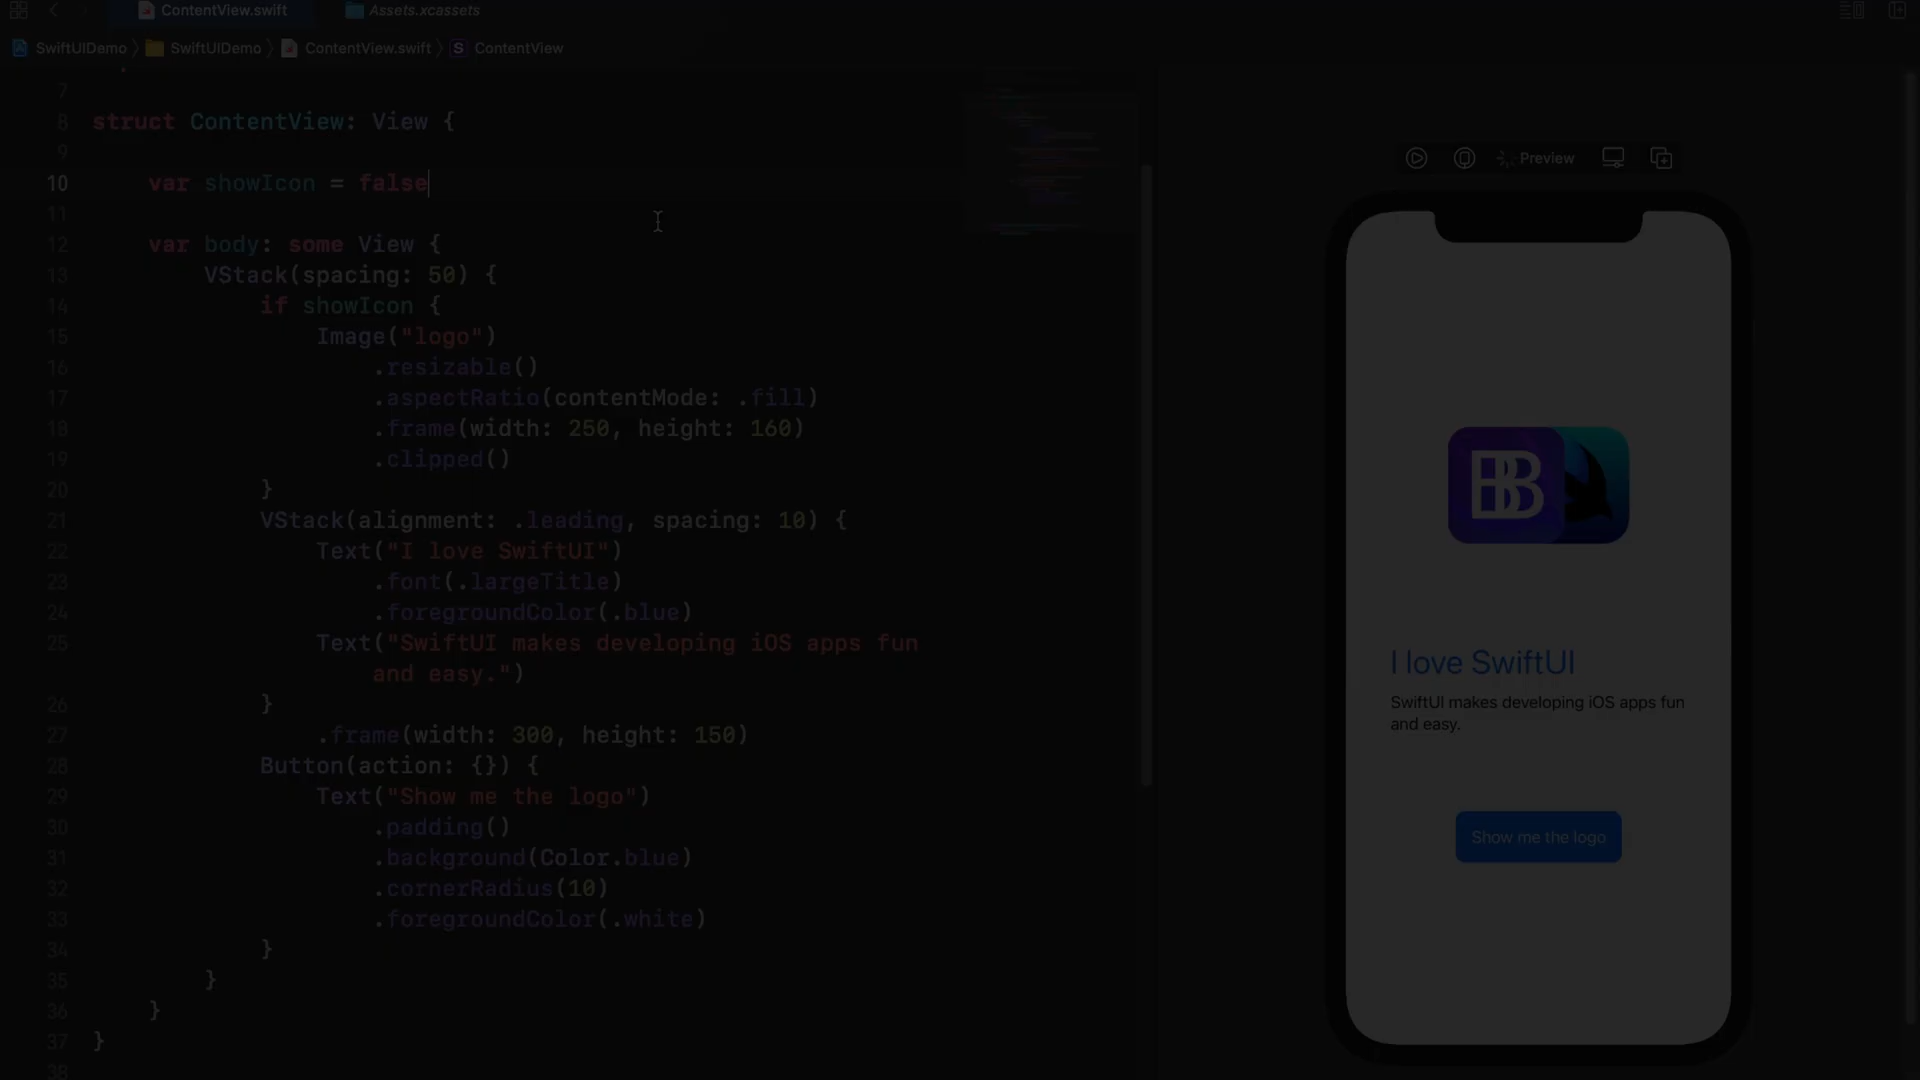 ContentView.swift
Assets.xcassets
SwiftUIDemo
SwiftUIDemo
ContentView.swift
S
ContentView
7
8 struct ContentView: View {
9
10 var showIcon = false
11
12 var body: some View {
13 VStack(spacing: 50) {
14 if showIcon {
15 Image("logo")
16 .resizable()
17 .aspectRatio(contentMode: .fill)
18 .frame(width: 250, height: 160)
19 .clipped()
20 }
21 VStack(alignment: .leading, spacing: 10) {
22 Text("I love SwiftUI")
23 .font(.largeTitle)
24 .foregroundColor(.blue)
25 Text("SwiftUI makes developing iOS apps fun
and easy.")
26 }
27 .frame(width: 300, height: 150)
28 Button(action: {}) {
29 Text("Show me the logo")
30 .padding()
31 .background(Color.blue)
32 .cornerRadius(10)
33 .foregroundColor(.white)
34 }
35 }
36 }
37 }
38
Preview
BB
I love SwiftUI
SwiftUI makes developing iOS apps fun
and easy.
Show me the logo